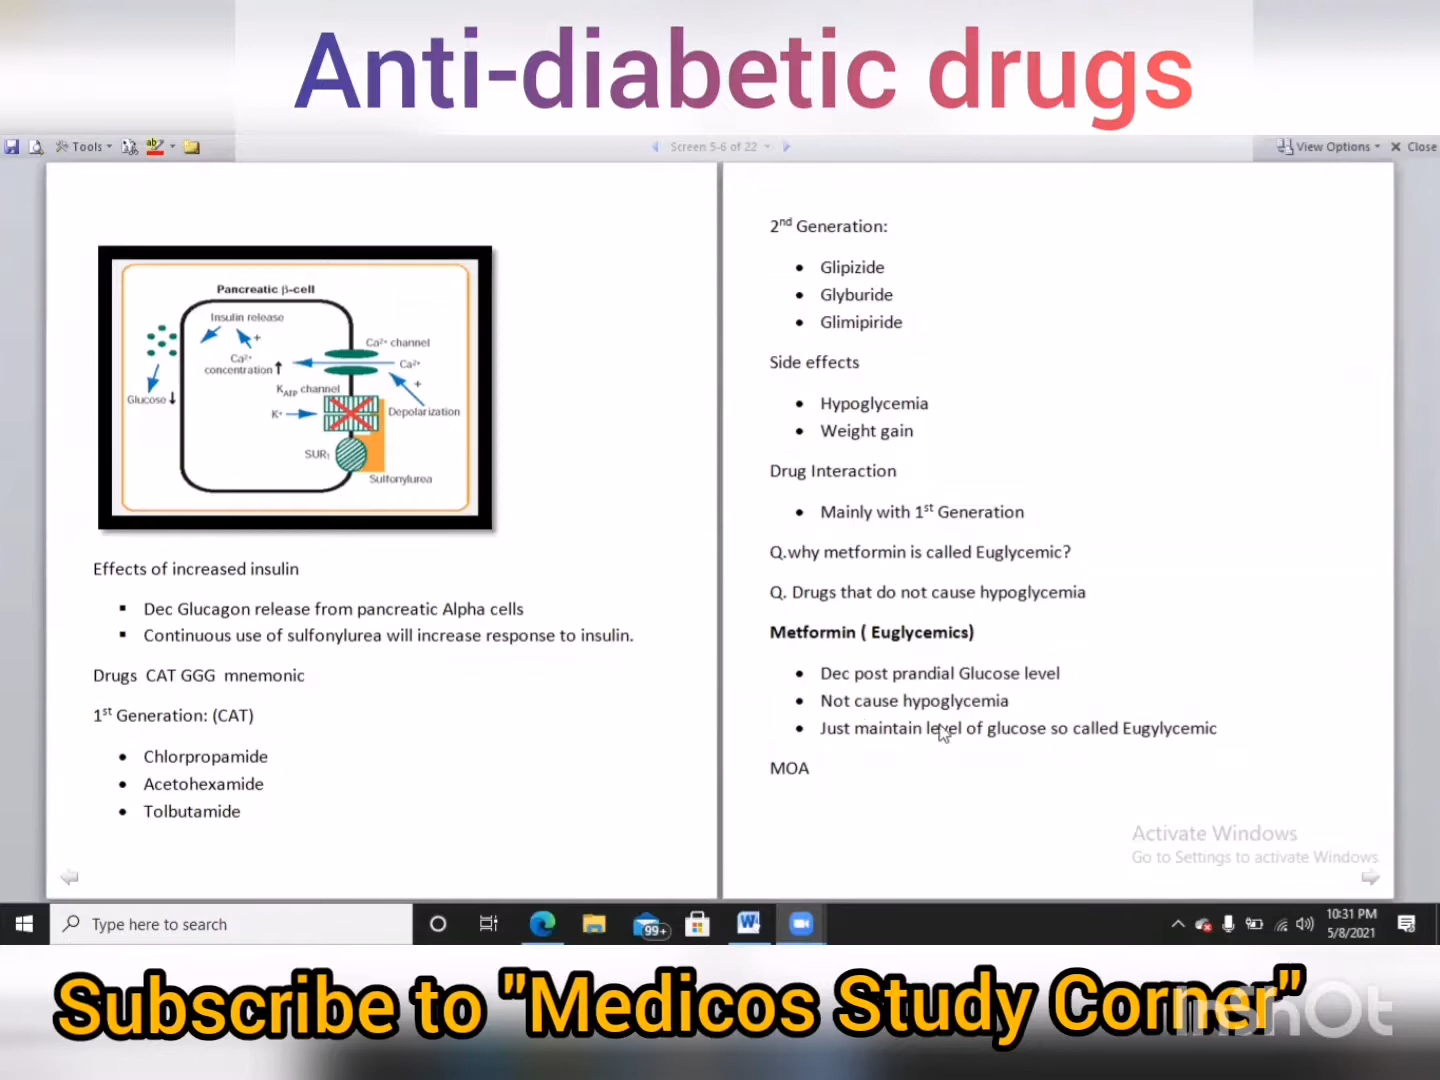 Anti-diabetic drugs
Tools
Screen 5-6 of 22
View Options
Close
Pancreatic β-cell
Insulin release
+
Ca²⁺ channel
Ca²⁺
concentration
Ca²⁺
+
Glucose
K_ATP channel
K⁺
Depolarization
SUR₁
Sulfonylurea
Effects of increased insulin
Dec Glucagon release from pancreatic Alpha cells
Continuous use of sulfonylurea will increase response to insulin.
Drugs CAT GGG mnemonic
1st Generation: (CAT)
Chlorpropamide
Acetohexamide
Tolbutamide
2nd Generation:
Glipizide
Glyburide
Glimipiride
Side effects
Hypoglycemia
Weight gain
Drug Interaction
Mainly with 1st Generation
Q.why metformin is called Euglycemic?
Q. Drugs that do not cause hypoglycemia
Metformin ( Euglycemics)
Dec post prandial Glucose level
Not cause hypoglycemia
Just maintain level of glucose so called Eugylycemic
MOA
Activate Windows
Go to Settings to activate Windows
Type here to search
99+
10:31 PM
5/8/2021
Subscribe to "Medicos Study Corner"
InShOt